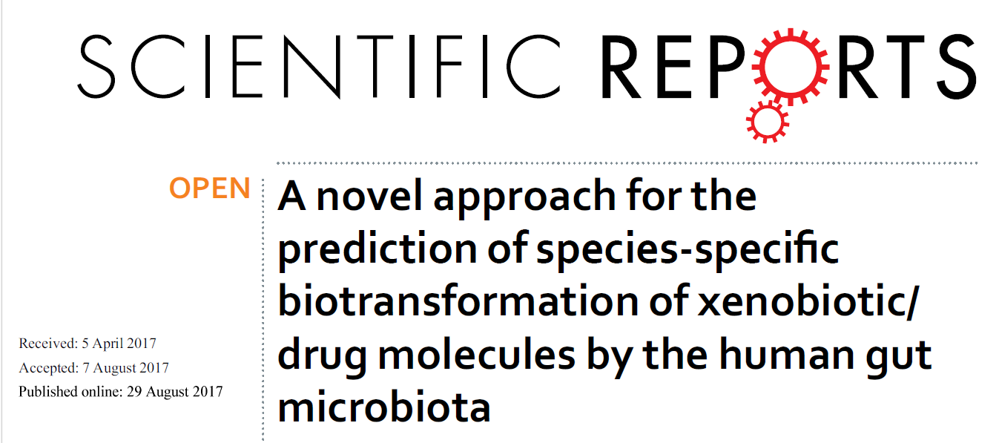 SCIENTIFIC REPORTS
OPEN
A novel approach for the
prediction of species-specific
biotransformation of xenobiotic/
drug molecules by the human gut
microbiota
Received: 5 April 2017
Accepted: 7 August 2017
Published online: 29 August 2017